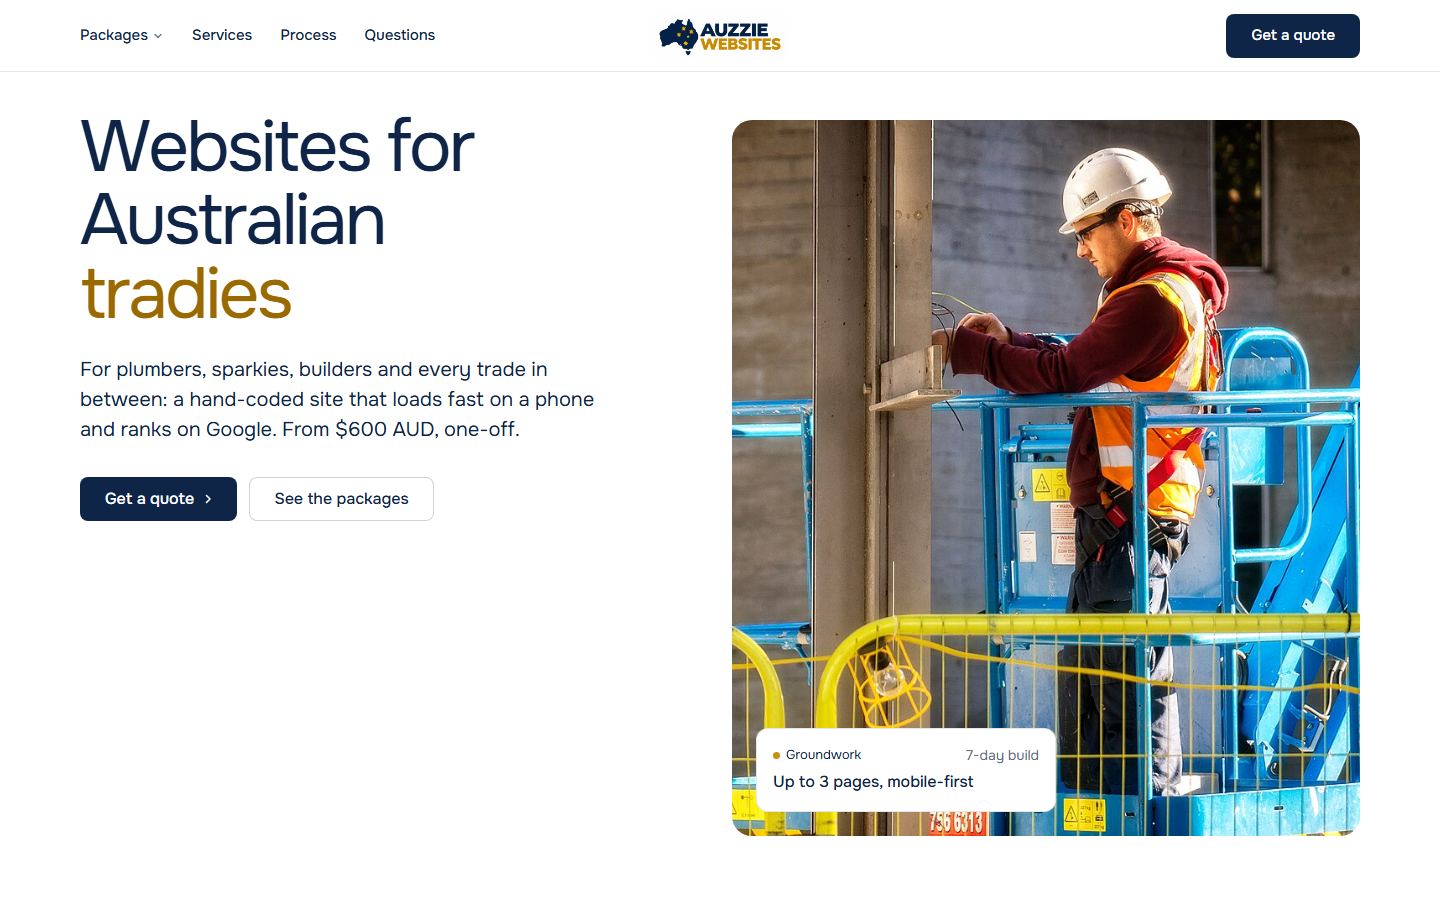 Packages
Services
Process
Questions
AUZZIE
WEBSITES
Get a quote
Websites for
Australian
tradies
For plumbers, sparkies, builders and every trade in
between: a hand-coded site that loads fast on a phone
and ranks on Google. From $600 AUD, one-off.
Get a quote
See the packages
Groundwork
7-day build
Up to 3 pages, mobile-first
756 6313